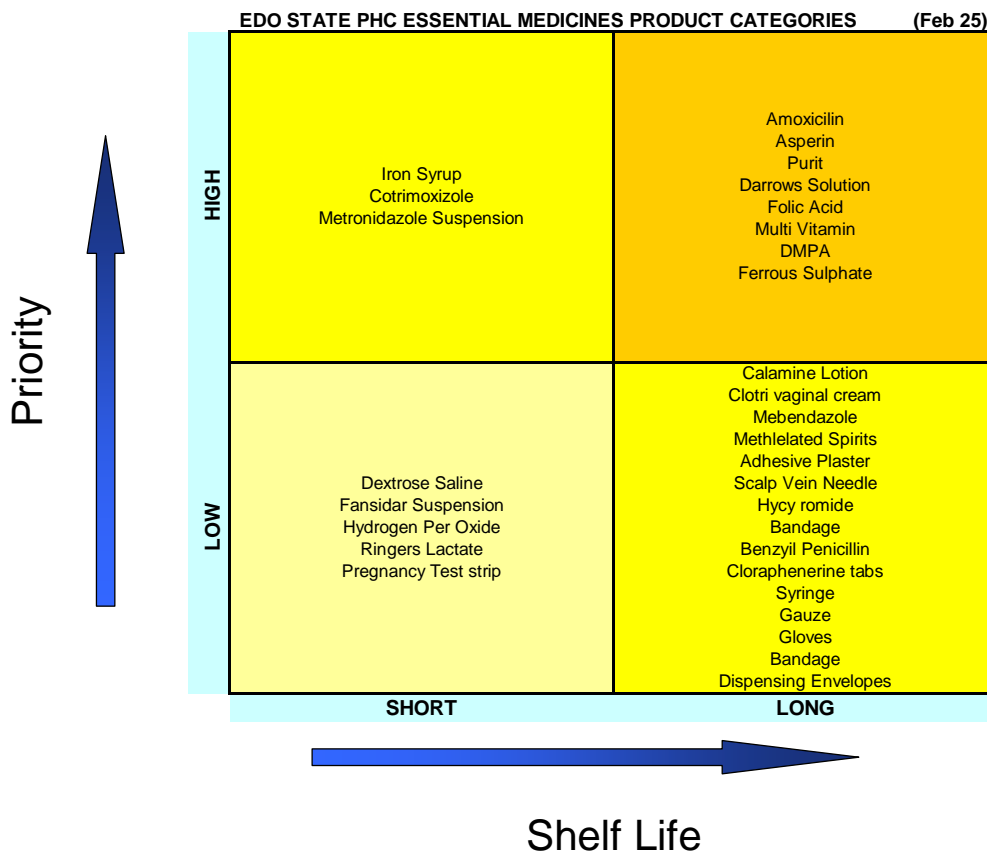 EDO STATE PHC ESSENTIAL MEDICINES PRODUCT CATEGORIES (Feb 25)
Priority
HIGH
Iron Syrup
Cotrimoxizole
Metronidazole Suspension
Amoxicilin
Asperin
Purit
Darrows Solution
Folic Acid
Multi Vitamin
DMPA
Ferrous Sulphate
LOW
Dextrose Saline
Fansidar Suspension
Hydrogen Per Oxide
Ringers Lactate
Pregnancy Test strip
Calamine Lotion
Clotri vaginal cream
Mebendazole
Methlelated Spirits
Adhesive Plaster
Scalp Vein Needle
Hycy romide
Bandage
Benzyil Penicillin
Cloraphenerine tabs
Syringe
Gauze
Gloves
Bandage
Dispensing Envelopes
SHORT
LONG
Shelf Life